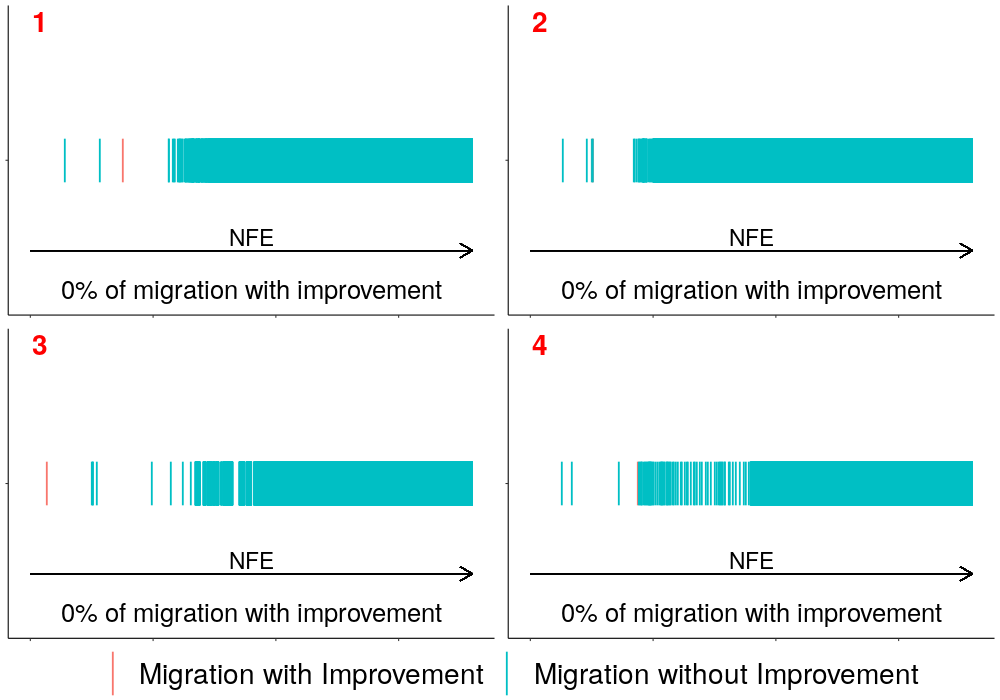 1
NFE
0% of migration with improvement
2
NFE
0% of migration with improvement
3
NFE
0% of migration with improvement
4
NFE
0% of migration with improvement
Migration with Improvement
Migration without Improvement